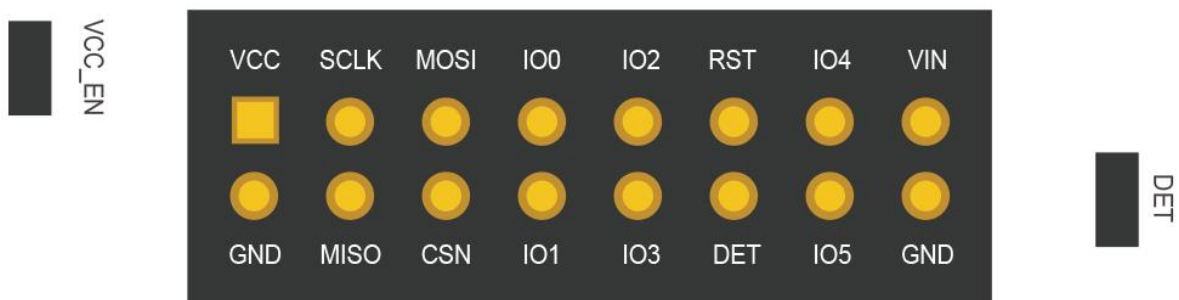 VCC_EN
VCC SCLK MOSI IO0 IO2 RST IO4 VIN
GND MISO CSN IO1 IO3 DET IO5 GND
DET